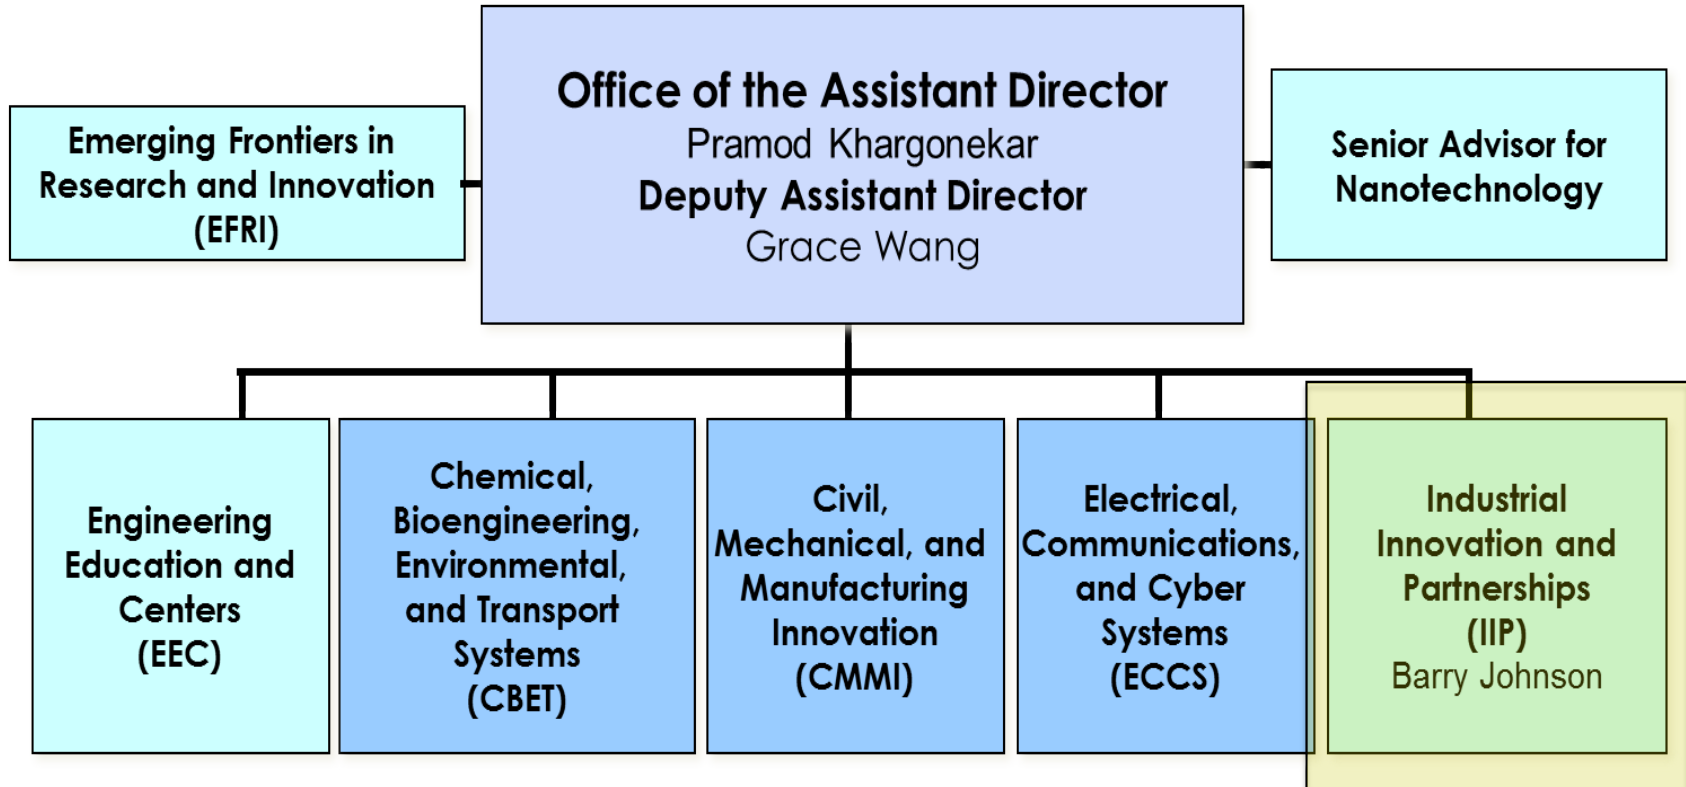 Office of the Assistant Director
Pramod Khargonekar
Deputy Assistant Director
Grace Wang
Emerging Frontiers in
Research and Innovation
(EFRI)
Senior Advisor for
Nanotechnology
Engineering
Education and
Centers
(EEC)
Chemical,
Bioengineering,
Environmental,
and Transport
Systems
(CBET)
Civil,
Mechanical, and
Manufacturing
Innovation
(CMMI)
Electrical,
Communications,
and Cyber
Systems
(ECCS)
Industrial
Innovation and
Partnerships
(IIP)
Barry Johnson